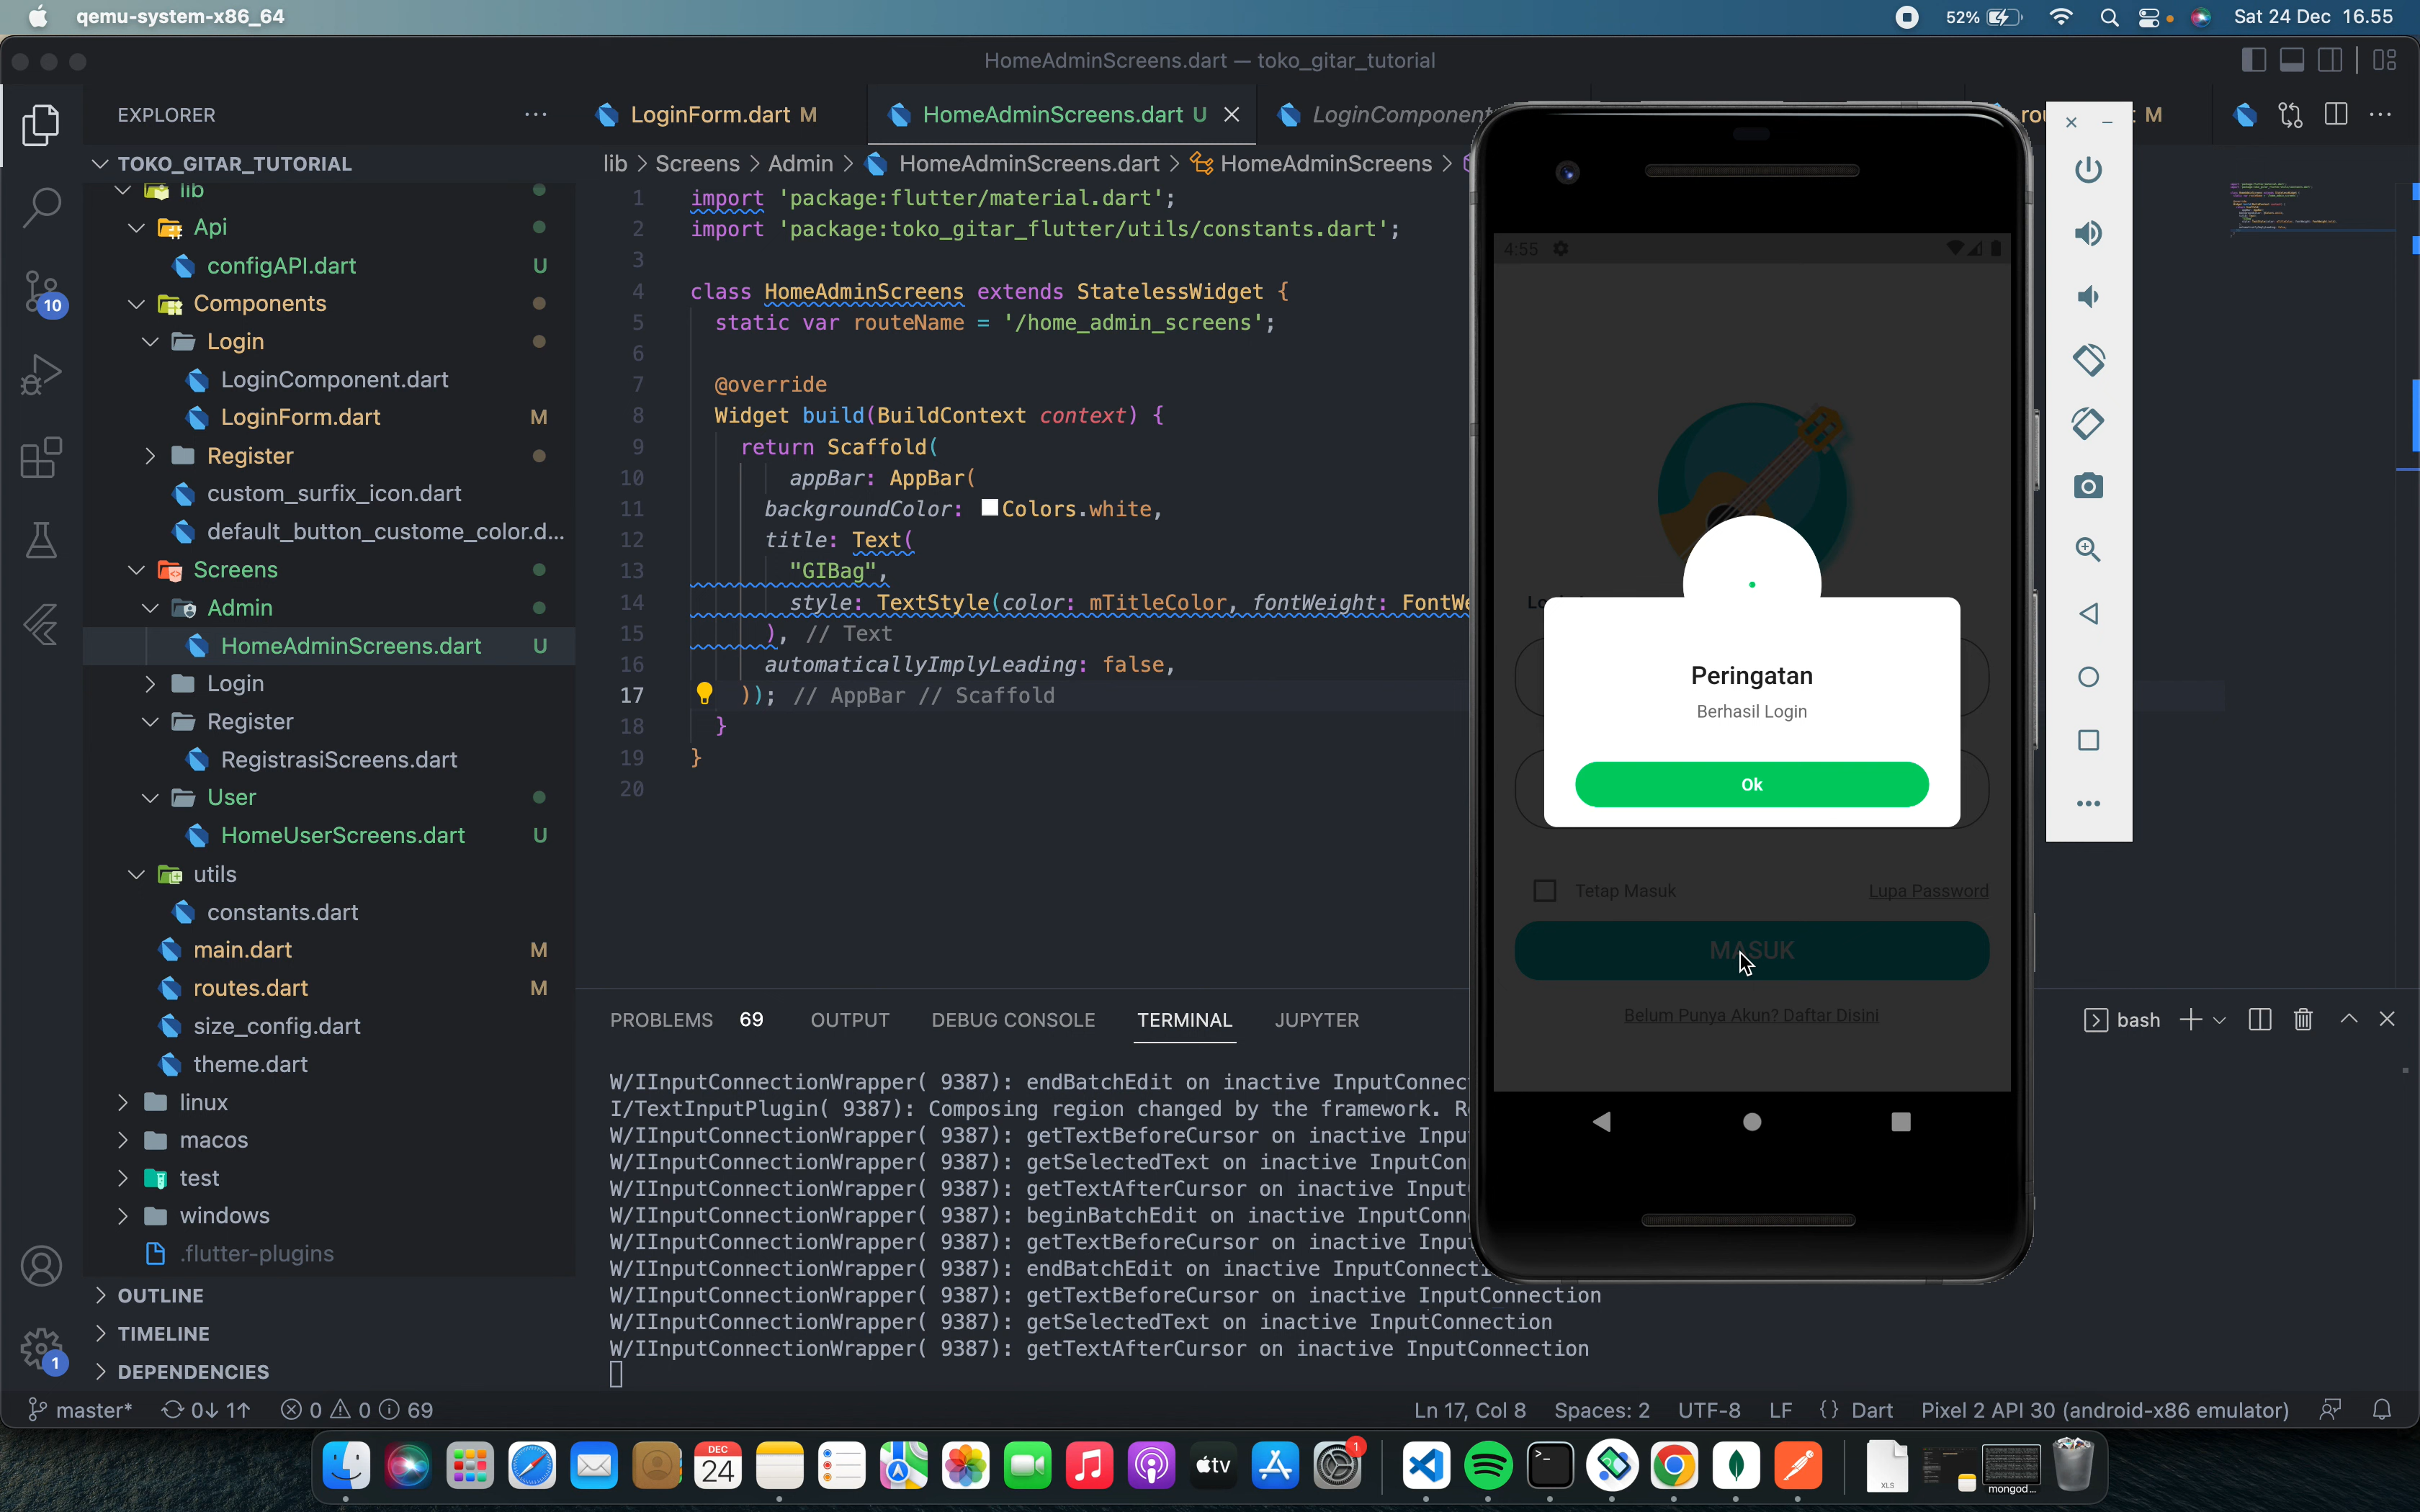 qemu-system-x86_64
52%
Sat 24 Dec 16.55
HomeAdminScreens.dart — toko_gitar_tutorial
EXPLORER
LoginForm.dart M
HomeAdminScreens.dart U
LoginComponent
M
TOKO_GITAR_TUTORIAL
lib > Screens > Admin > HomeAdminScreens.dart > HomeAdminScreens >
lib
Api
configAPI.dart U
Components
Login
LoginComponent.dart
LoginForm.dart M
Register
custom_surfix_icon.dart
default_button_custome_color.d...
Screens
Admin
HomeAdminScreens.dart U
Login
Register
RegistrasiScreens.dart
User
HomeUserScreens.dart U
utils
constants.dart
main.dart M
routes.dart M
size_config.dart
theme.dart
linux
macos
test
windows
.flutter-plugins
OUTLINE
TIMELINE
DEPENDENCIES
10
1
1 import 'package:flutter/material.dart';
2 import 'package:toko_gitar_flutter/utils/constants.dart';
3
4 class HomeAdminScreens extends StatelessWidget {
5 static var routeName = '/home_admin_screens';
6
7 @override
8 Widget build(BuildContext context) {
9 return Scaffold(
10 appBar: AppBar(
11 backgroundColor: Colors.white,
12 title: Text(
13 "GIBag",
14 style: TextStyle(color: mTitleColor, fontWeight: FontWe
15 ), // Text
16 automaticallyImplyLeading: false,
17 )); // AppBar // Scaffold
18 }
19 }
20
4:55
Peringatan
Berhasil Login
Ok
Tetap Masuk
Lupa Password
MASUK
Belum Punya Akun? Daftar Disini
PROBLEMS 69 OUTPUT DEBUG CONSOLE TERMINAL JUPYTER
bash
W/IInputConnectionWrapper( 9387): endBatchEdit on inactive InputConnec
I/TextInputPlugin( 9387): Composing region changed by the framework. R
W/IInputConnectionWrapper( 9387): getTextBeforeCursor on inactive Inpu
W/IInputConnectionWrapper( 9387): getSelectedText on inactive InputCon
W/IInputConnectionWrapper( 9387): getTextAfterCursor on inactive Input
W/IInputConnectionWrapper( 9387): beginBatchEdit on inactive InputConn
W/IInputConnectionWrapper( 9387): getTextBeforeCursor on inactive Inpu
W/IInputConnectionWrapper( 9387): endBatchEdit on inactive InputConnecti
W/IInputConnectionWrapper( 9387): getTextBeforeCursor on inactive InputConnection
W/IInputConnectionWrapper( 9387): getSelectedText on inactive InputConnection
W/IInputConnectionWrapper( 9387): getTextAfterCursor on inactive InputConnection
master* 0↓ 1↑ 0 0 69
Ln 17, Col 8 Spaces: 2 UTF-8 LF {} Dart Pixel 2 API 30 (android-x86 emulator)
DEC
24
tv
1
XLS
mongod...